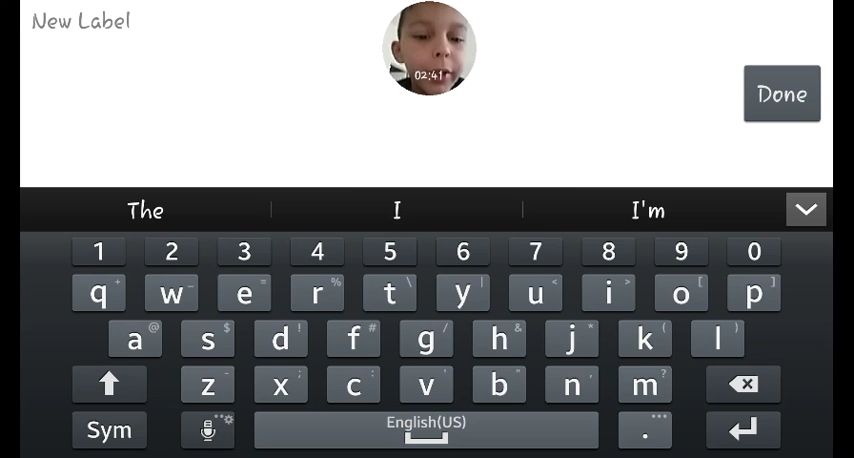 New Label
02:41
Done
The I I'm
1 2 3 4 5 6 7 8 9 0
q + w _ e = r % t \ y | u < i > o [ p ]
a @ s $ d ! f # g / h & j * k ( l )
z - x ; c : v ' b " n , m ?
Sym English(US) .